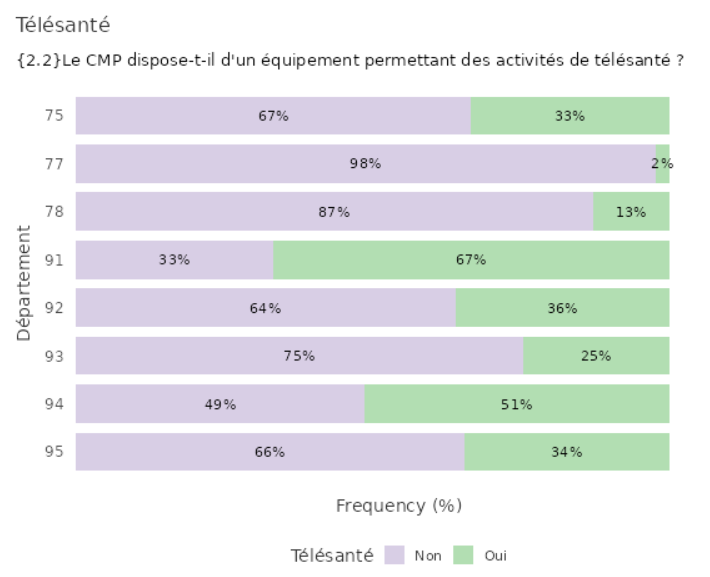 Télésanté
{2.2}Le CMP dispose-t-il d'un équipement permettant des activités de télésanté ?
Département
75 67% 33%
77 98% 2%
78 87% 13%
91 33% 67%
92 64% 36%
93 75% 25%
94 49% 51%
95 66% 34%
Frequency (%)
Télésanté Non Oui